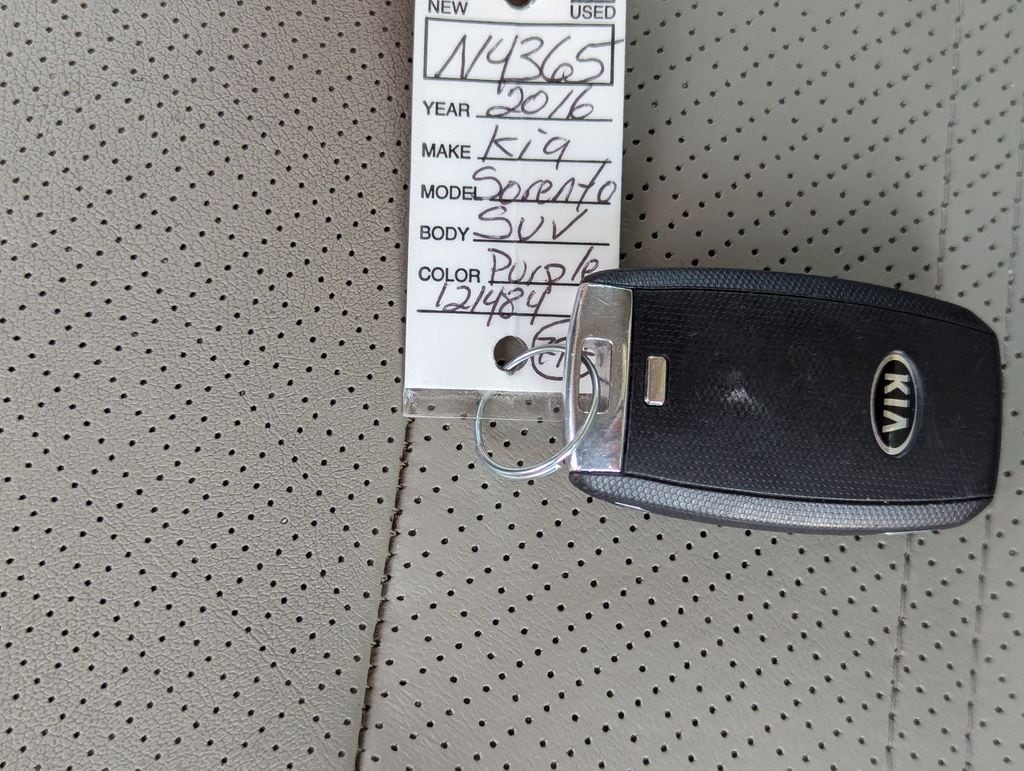 NEW USED
N4365
YEAR 2016
MAKE Kia
MODEL Sorento
BODY SUV
COLOR Purple
121484
KIA